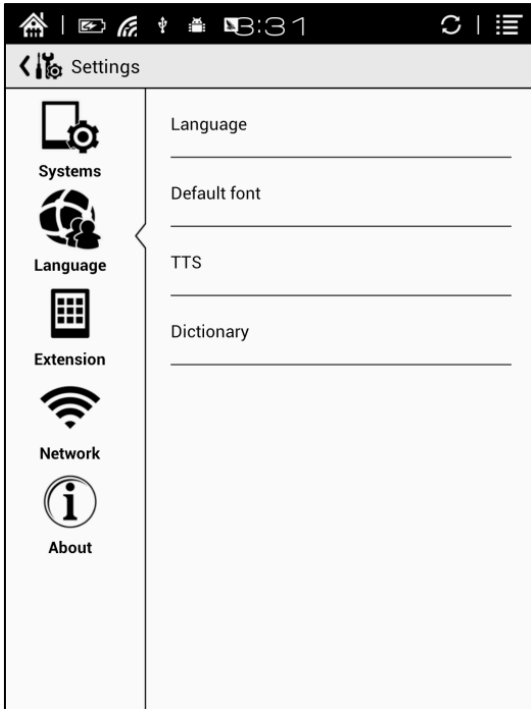 3:31
Settings
Systems
Language
Extension
Network
About
Language
Default font
TTS
Dictionary